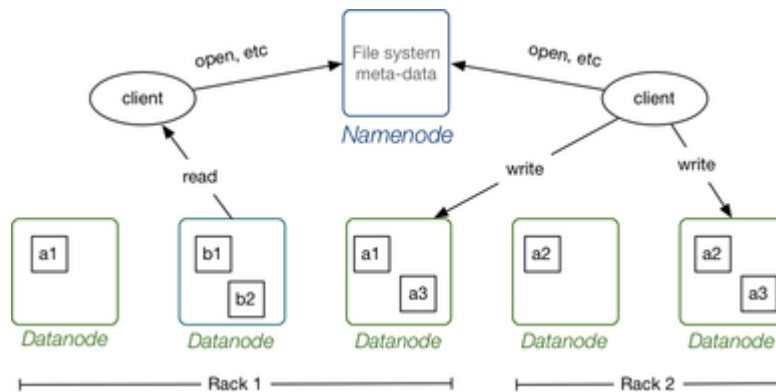 open, etc
File system
meta-data
open, etc
client
client
Namenode
read
write
write
a1
b1
b2
a1
a3
a2
a2
a3
Datanode
Datanode
Datanode
Datanode
Datanode
Rack 1
Rack 2